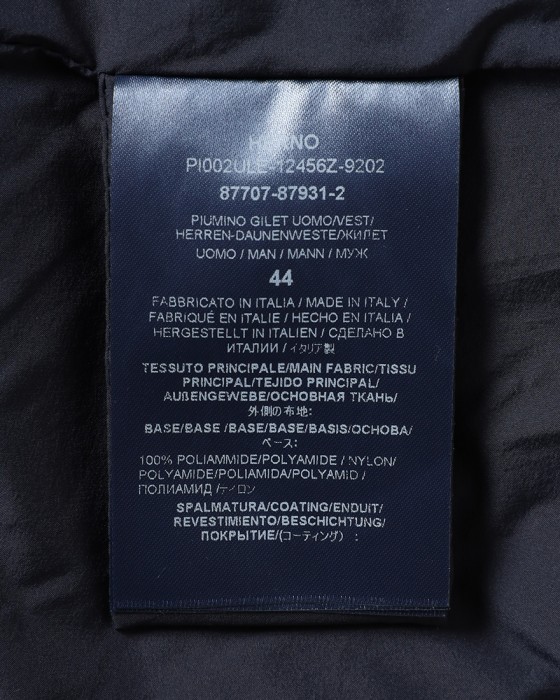 HERNO
PI002ULE-12456Z-9202
87707-87931-2
PIUMINO GILET UOMO/VEST/
HERREN-DAUNENWESTE/ЖИЛЕТ
UOMO / MAN / MANN / МУЖ
44
FABBRICATO IN ITALIA / MADE IN ITALY /
FABRIQUÉ EN ITALIE / HECHO EN ITALIA /
HERGESTELLT IN ITALIEN / СДЕЛАНО В
ИТАЛИИ / イタリア製
TESSUTO PRINCIPALE/MAIN FABRIC/TISSU
PRINCIPAL/TEJIDO PRINCIPAL/
AUßENGEWEBE/ОСНОВНАЯ ТКАНЬ/
外側の布地:
BASE/BASE /BASE/BASE/BASIS/ОСНОВА/
ベース:
100% POLIAMMIDE/POLYAMIDE / NYLON/
POLYAMIDE/POLIAMIDA/POLYAMID /
ПОЛИАМИД /ナイロン
SPALMATURA/COATING/ENDUIT/
REVESTIMIENTO/BESCHICHTUNG/
ПОКРЫТИЕ/(コーティング) :